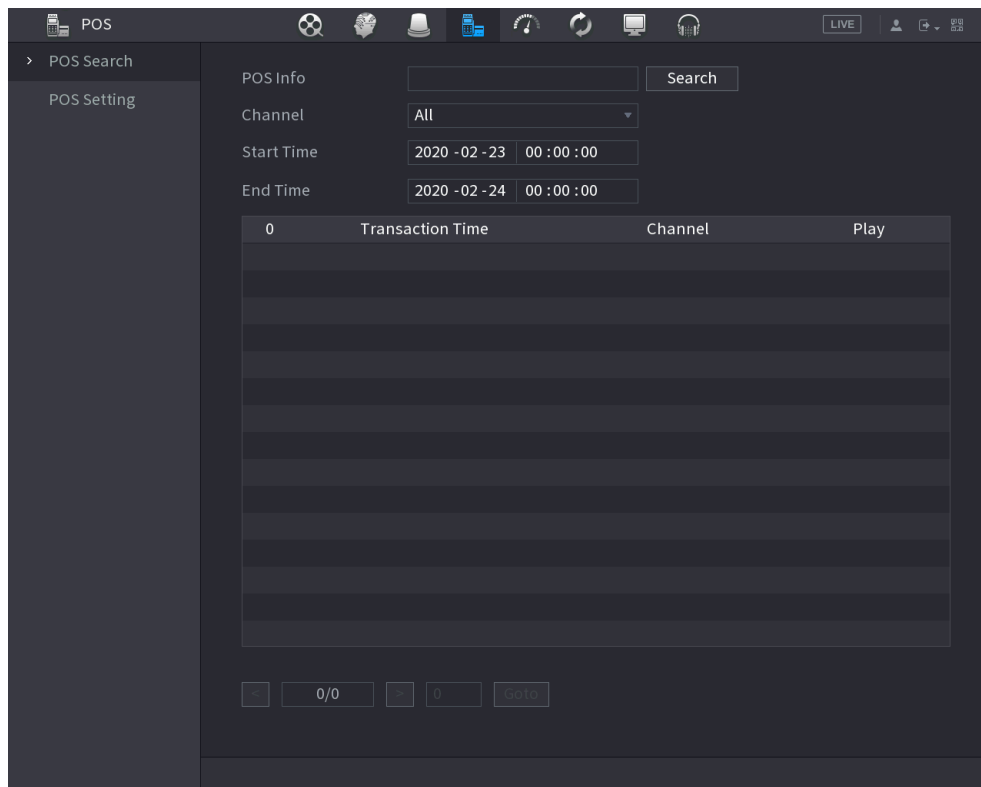 POS
LIVE
> POS Search
POS Setting
POS Info
Search
Channel
All
Start Time
2020 -02 -23 00 :00 :00
End Time
2020 -02 -24 00 :00 :00
0 Transaction Time Channel Play
< 0/0 > 0 Goto